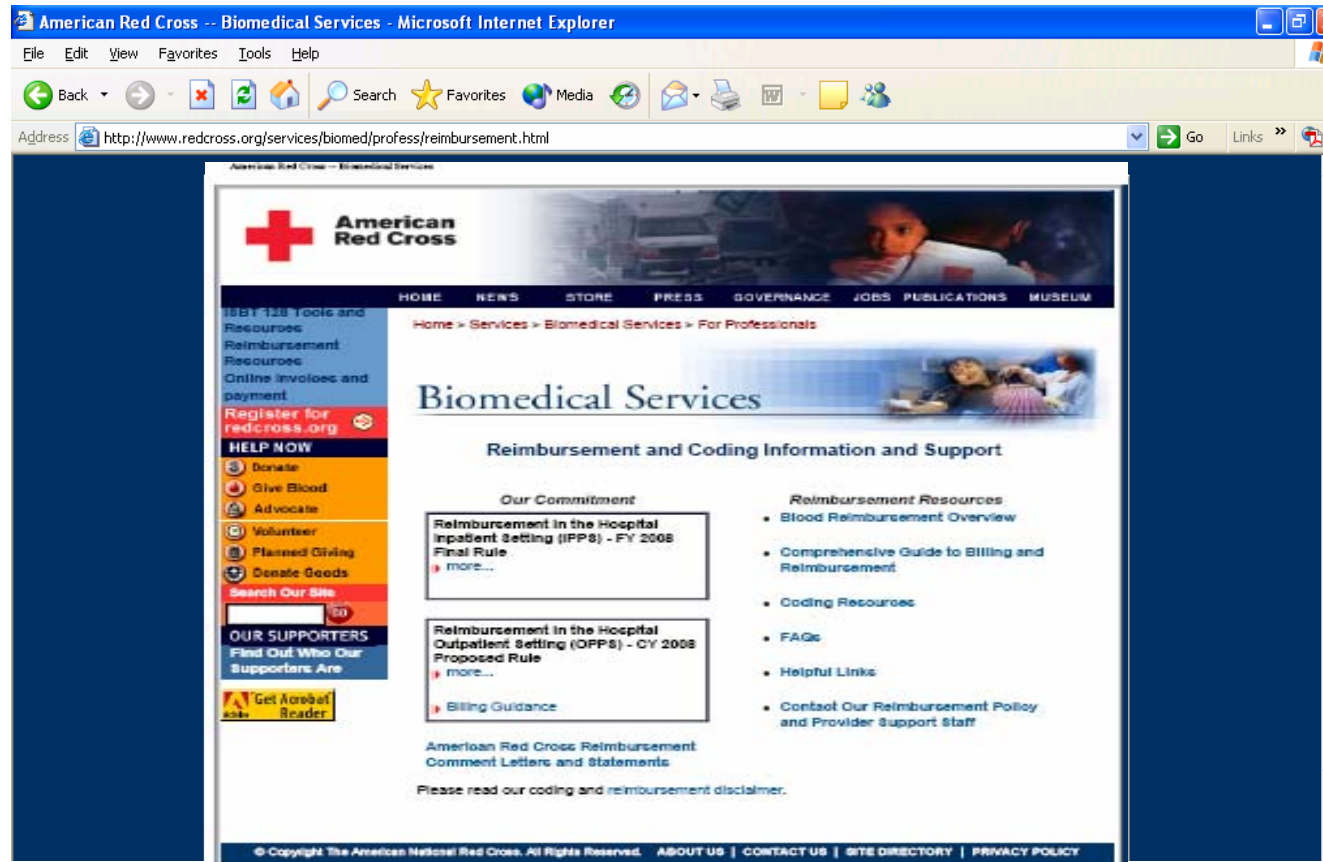 American Red Cross -- Biomedical Services - Microsoft Internet Explorer
File Edit View Favorites Tools Help
Back Search Favorites Media
Address http://www.redcross.org/services/biomed/profess/reimbursement.html Go Links »
American Red Cross -- Biomedical Services
American
Red Cross
HOME NEWS STORE PRESS GOVERNANCE JOBS PUBLICATIONS MUSEUM
ISBT 128 Tools and
Resources
Reimbursement
Resources
Online invoices and
payment
Register for
redcross.org
HELP NOW
Donate
Give Blood
Advocate
Volunteer
Planned Giving
Donate Goods
Search Our Site
GO
OUR SUPPORTERS
Find Out Who Our
Supporters Are
Get Acrobat
Reader
Adobe
Home > Services > Biomedical Services > For Professionals
Biomedical Services
Reimbursement and Coding Information and Support
Our Commitment
Reimbursement in the Hospital
Inpatient Setting (IPPS) - FY 2008
Final Rule
more...
Reimbursement in the Hospital
Outpatient Setting (OPPS) - CY 2008
Proposed Rule
more...
Billing Guidance
American Red Cross Reimbursement
Comment Letters and Statements
Reimbursement Resources
• Blood Reimbursement Overview
• Comprehensive Guide to Billing and
Reimbursement
• Coding Resources
• FAQs
• Helpful Links
• Contact Our Reimbursement Policy
and Provider Support Staff
Please read our coding and reimbursement disclaimer.
© Copyright The American National Red Cross. All Rights Reserved. ABOUT US | CONTACT US | SITE DIRECTORY | PRIVACY POLICY